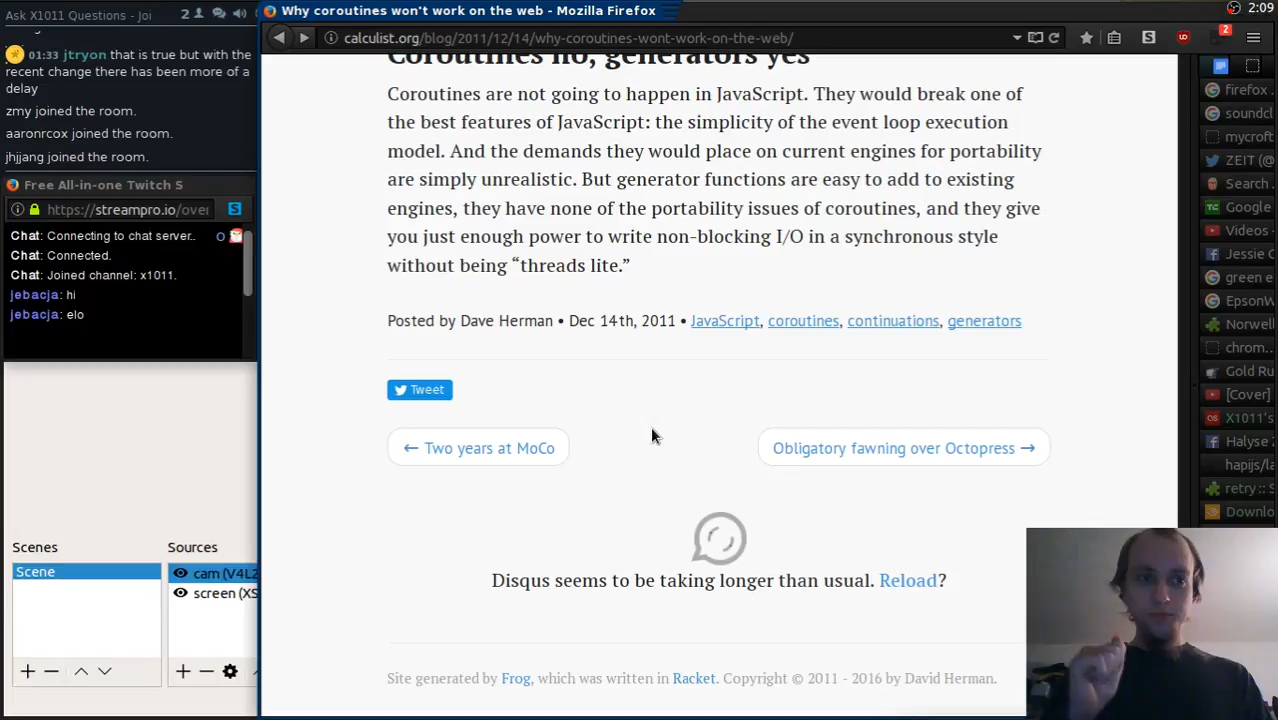 Ask X1011 Questions - Joi
2
01:33 jtryon that is true but with the
recent change there has been more of a
delay
zmy joined the room.
aaronrcox joined the room.
jhjjang joined the room.
Free All-in-one Twitch S
https://streampro.io/over
Chat: Connecting to chat server..
Chat: Connected.
Chat: Joined channel: x1011.
jebacja: hi
jebacja: elo
Scenes
Scene
Sources
cam (V4L2
screen (XS
Why coroutines won't work on the web - Mozilla Firefox
2:09
calculist.org/blog/2011/12/14/why-coroutines-wont-work-on-the-web/
2
Coroutines no, generators yes
Coroutines are not going to happen in JavaScript. They would break one of
the best features of JavaScript: the simplicity of the event loop execution
model. And the demands they would place on current engines for portability
are simply unrealistic. But generator functions are easy to add to existing
engines, they have none of the portability issues of coroutines, and they give
you just enough power to write non-blocking I/O in a synchronous style
without being “threads lite.”
Posted by Dave Herman • Dec 14th, 2011 • JavaScript, coroutines, continuations, generators
Tweet
← Two years at MoCo
Obligatory fawning over Octopress →
Disqus seems to be taking longer than usual. Reload?
Site generated by Frog, which was written in Racket. Copyright © 2011 - 2016 by David Herman.
firefox
soundcl
mycroft
ZEIT (@
Search
Google
Videos -
Jessie C
green e
EpsonW
Norwell
chrom...
Gold Ru
[Cover]
X1011's
Halyse
hapijs/la
retry :: S
Downlo